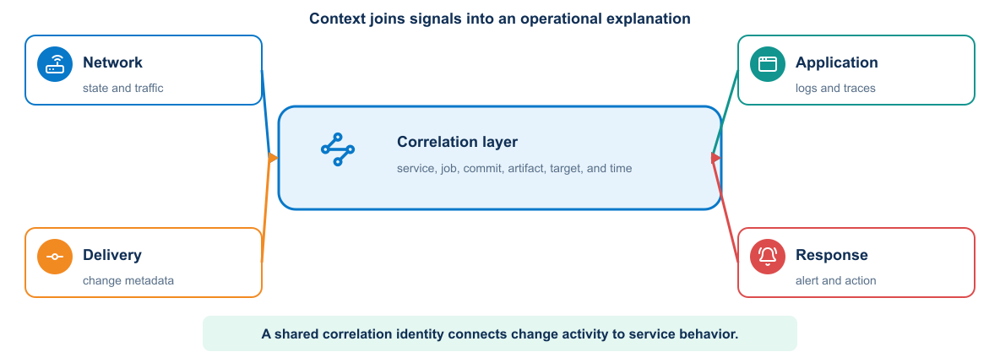 Context joins signals into an operational explanation
Network
state and traffic
Application
logs and traces
Correlation layer
service, job, commit, artifact, target, and time
Delivery
change metadata
Response
alert and action
A shared correlation identity connects change activity to service behavior.